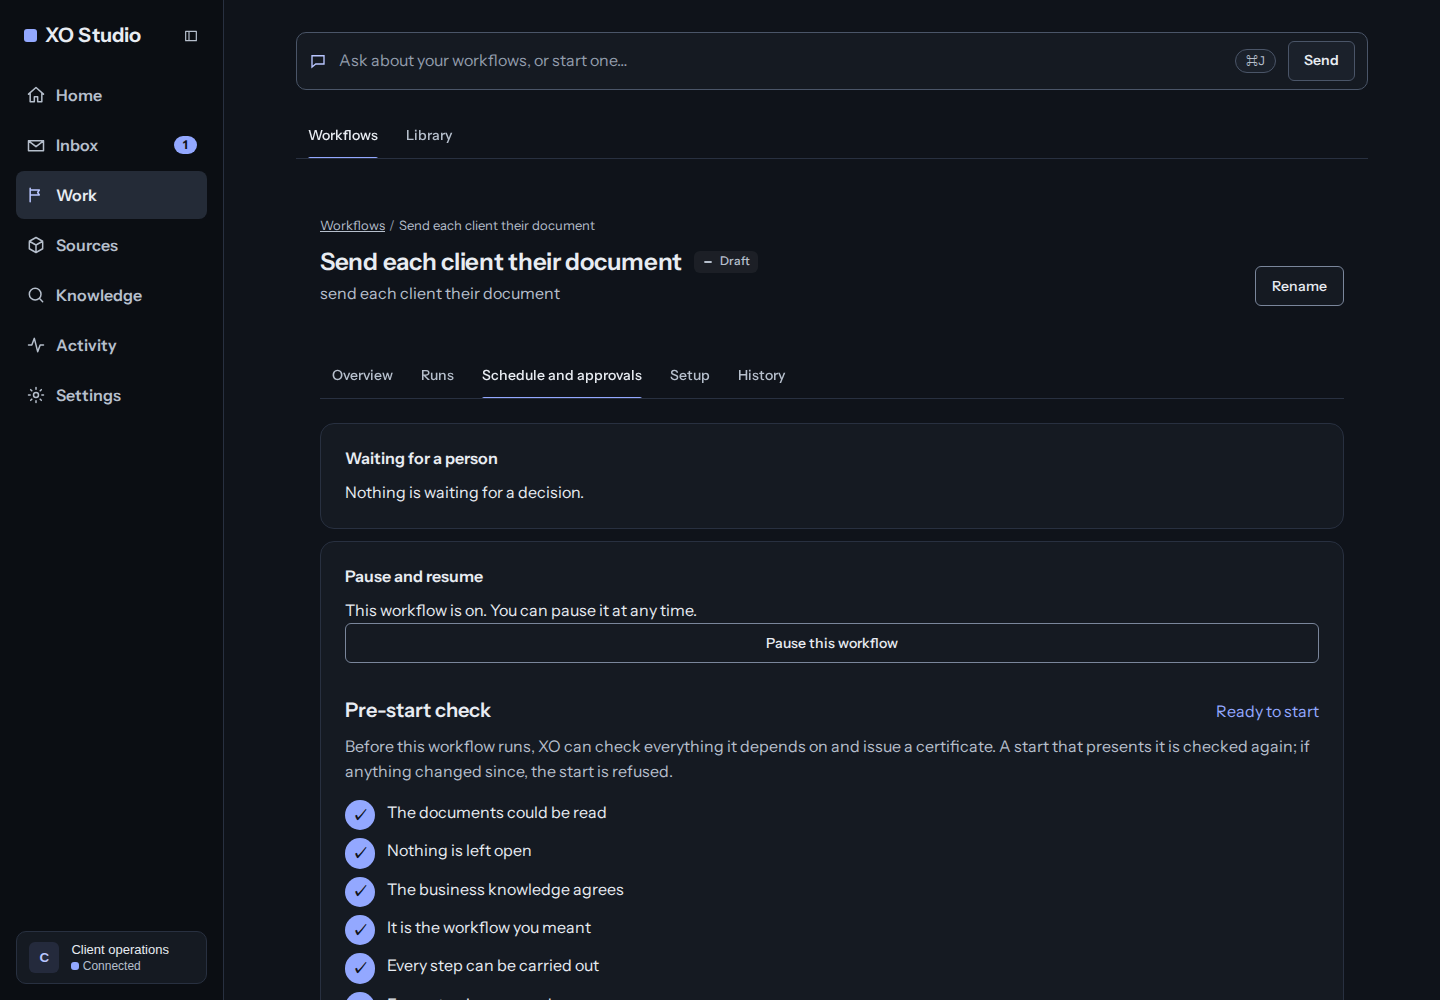 XO Studio
Home
Inbox 1
Work
Sources
Knowledge
Activity
Settings
C
Client operations
Connected
Ask about your workflows, or start one...
⌘J
Send
Workflows Library
Workflows / Send each client their document
Send each client their document – Draft
send each client their document
Rename
Overview Runs Schedule and approvals Setup History
Waiting for a person
Nothing is waiting for a decision.
Pause and resume
This workflow is on. You can pause it at any time.
Pause this workflow
Pre-start check
Ready to start
Before this workflow runs, XO can check everything it depends on and issue a certificate. A start that presents it is checked again; if
anything changed since, the start is refused.
✓ The documents could be read
✓ Nothing is left open
✓ The business knowledge agrees
✓ It is the workflow you meant
✓ Every step can be carried out